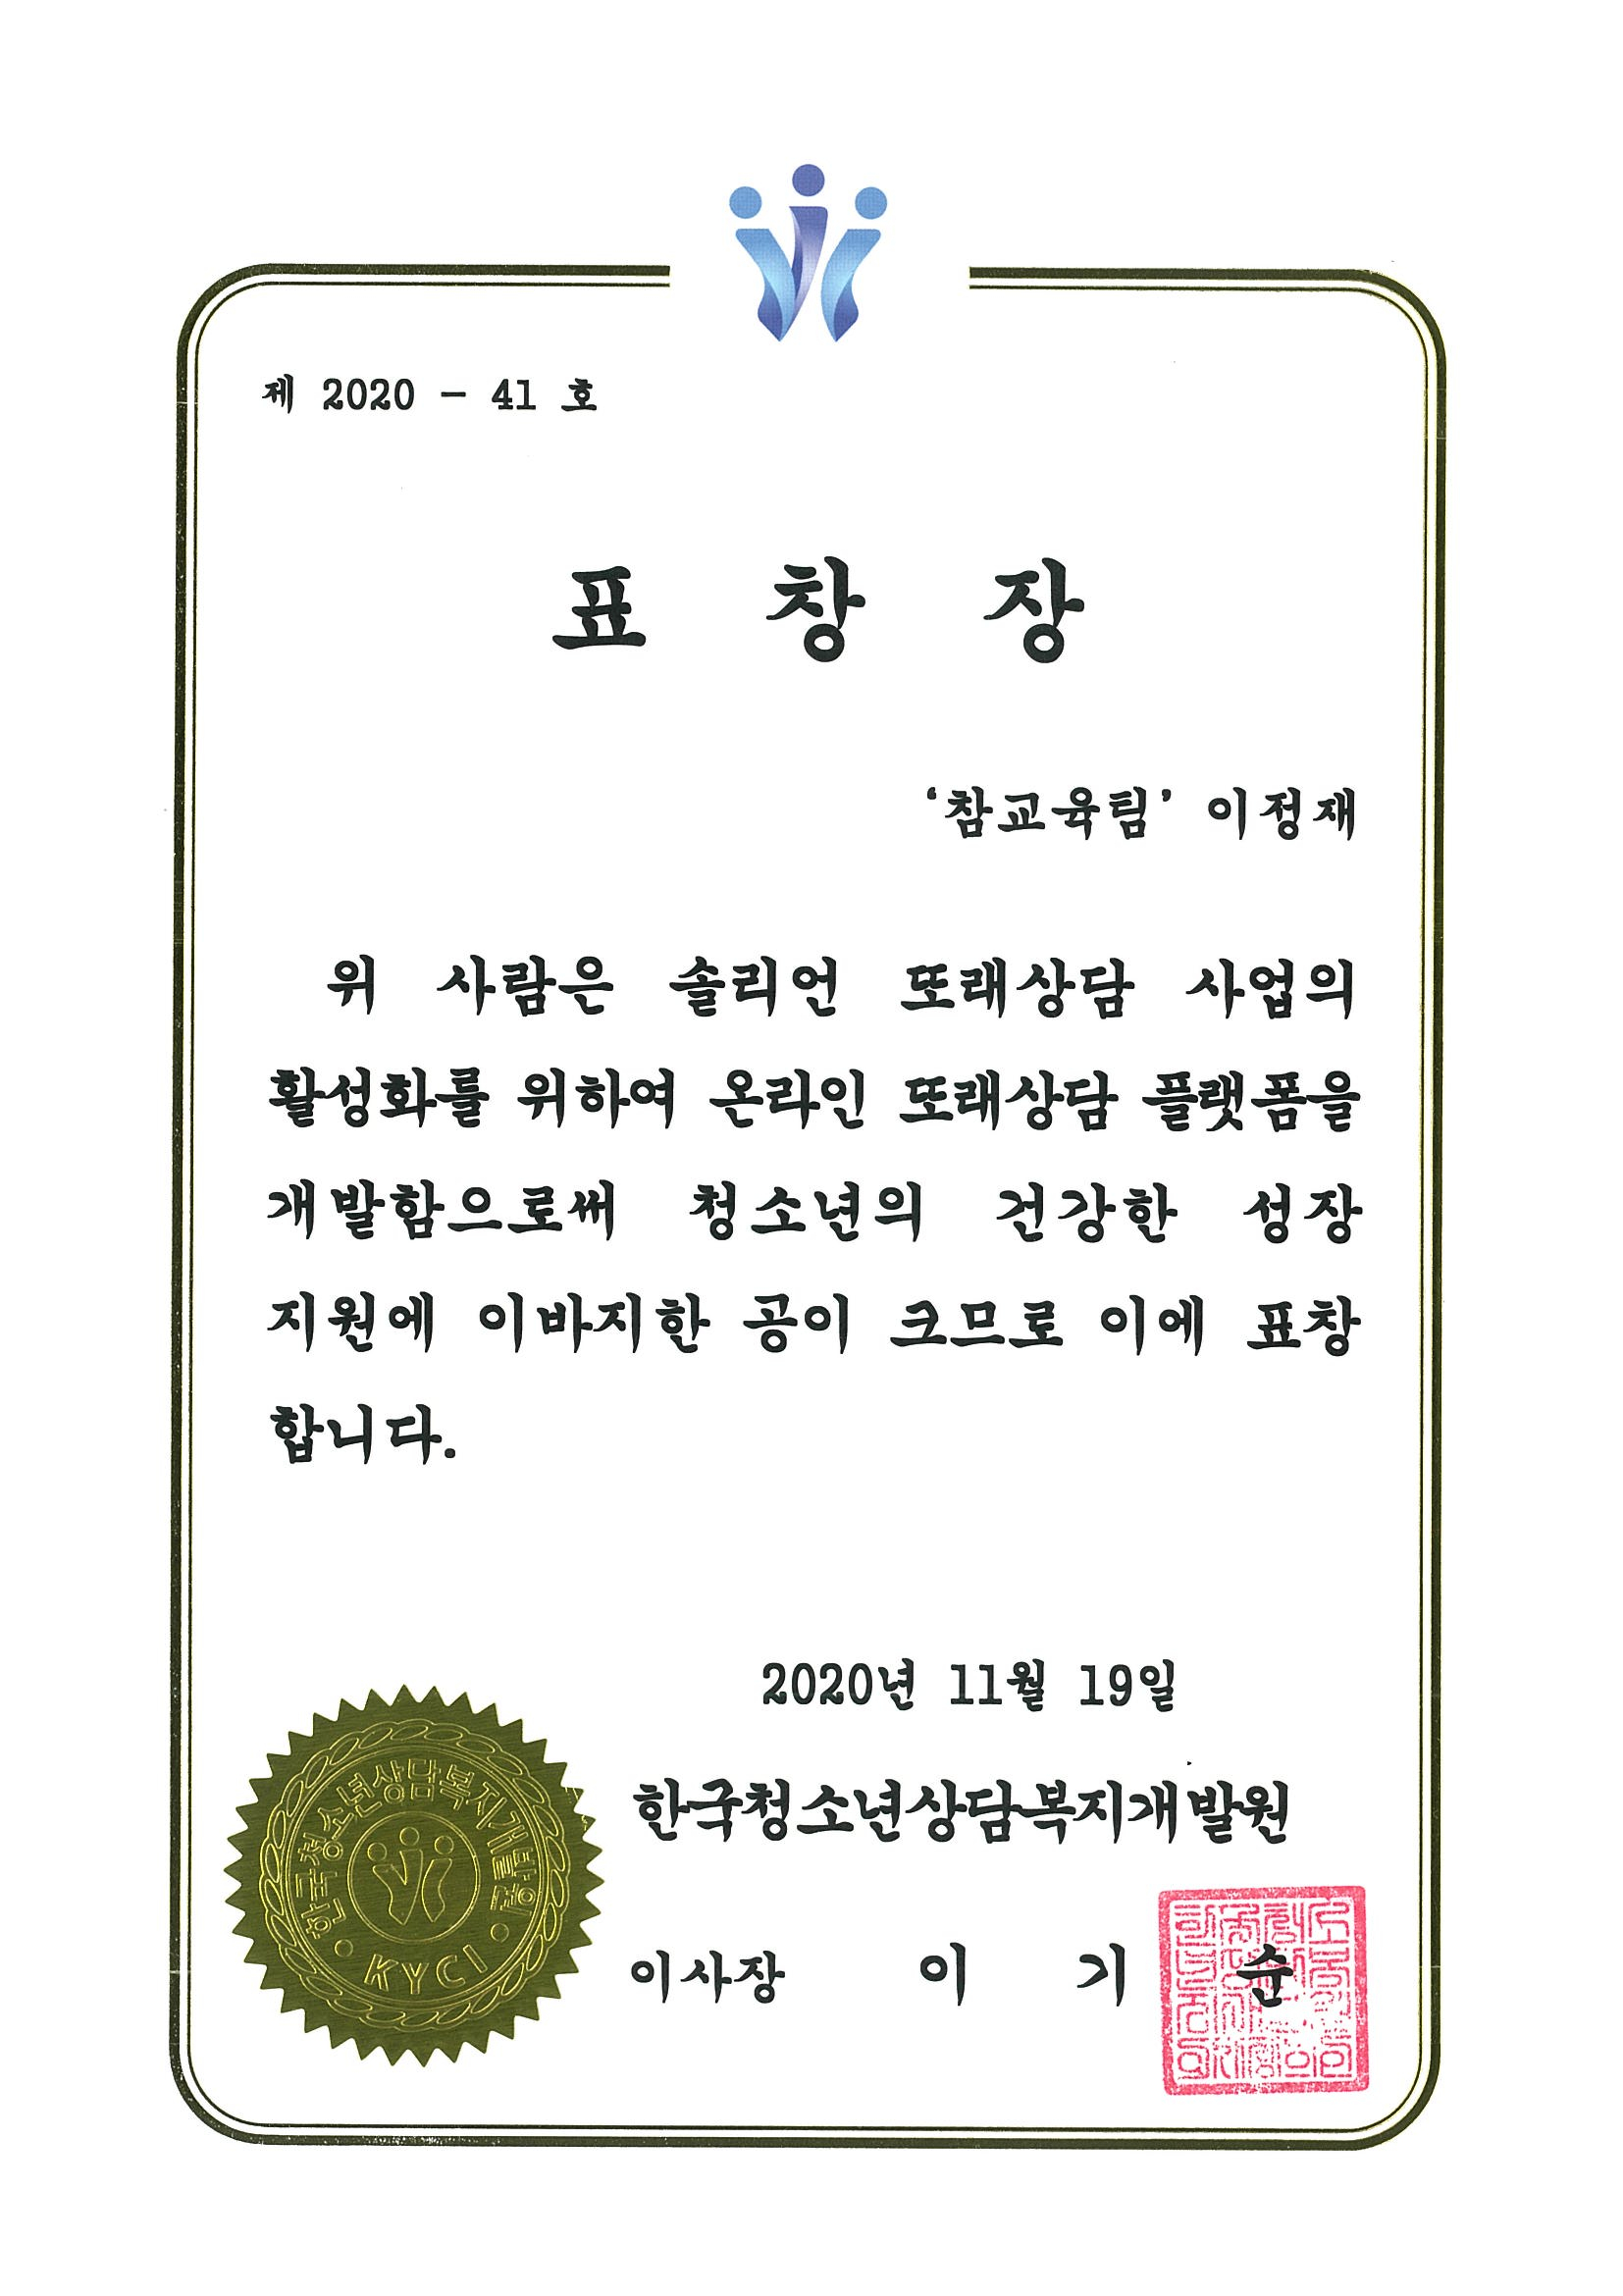 제 2020 - 41 호
표 창 장
‘참교육팀’ 이정재
위 사람은 솔리언 또래상담 사업의
활성화를 위하여 온라인 또래상담 플랫폼을
개발함으로써 청소년의 건강한 성장
지원에 이바지한 공이 크므로 이에 표창
합니다.
2020년 11월 19일
한국청소년상담복지개발원
이사장 이 기 순
한국청소년상담복지개발원
KYCI